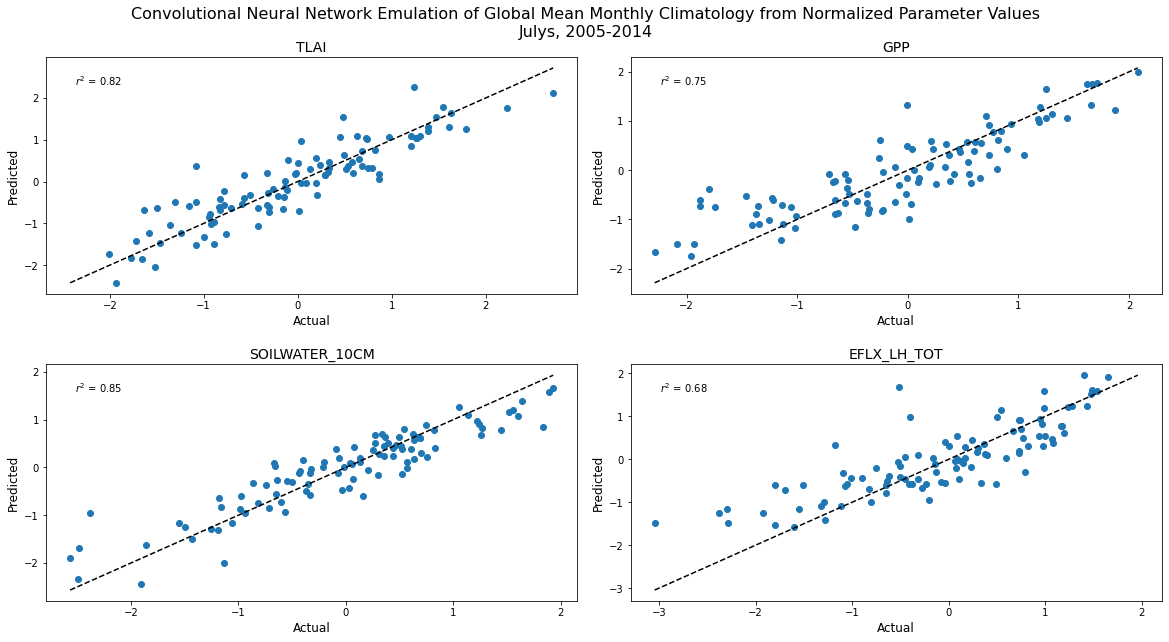 Convolutional Neural Network Emulation of Global Mean Monthly Climatology from Normalized Parameter Values
Julys, 2005-2014
TLAI
r² = 0.82
2
1
0
−1
−2
Predicted
−2
−1
0
1
2
Actual
GPP
r² = 0.75
2
1
0
−1
−2
Predicted
−2
−1
0
1
2
Actual
SOILWATER_10CM
r² = 0.85
2
1
0
−1
−2
Predicted
−2
−1
0
1
2
Actual
EFLX_LH_TOT
r² = 0.68
2
1
0
−1
−2
−3
Predicted
−3
−2
−1
0
1
2
Actual